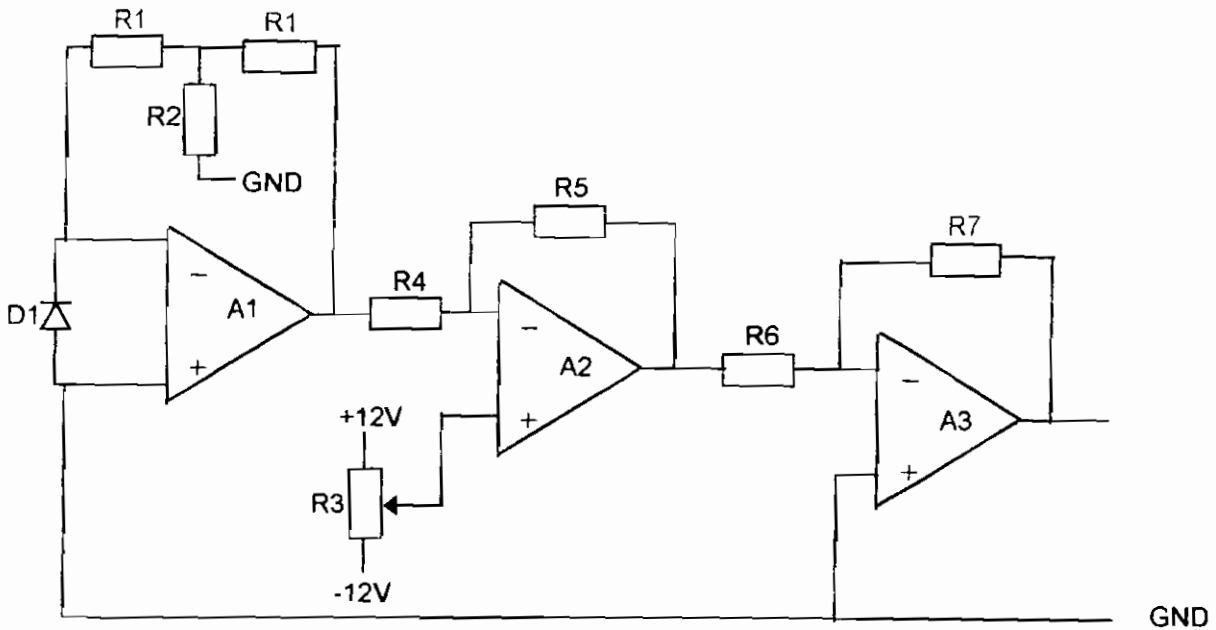 R1
R1
R2
GND
R5
R7
D1
−
A1
+
R4
−
A2
+
R6
−
A3
+
+12V
R3
-12V
GND